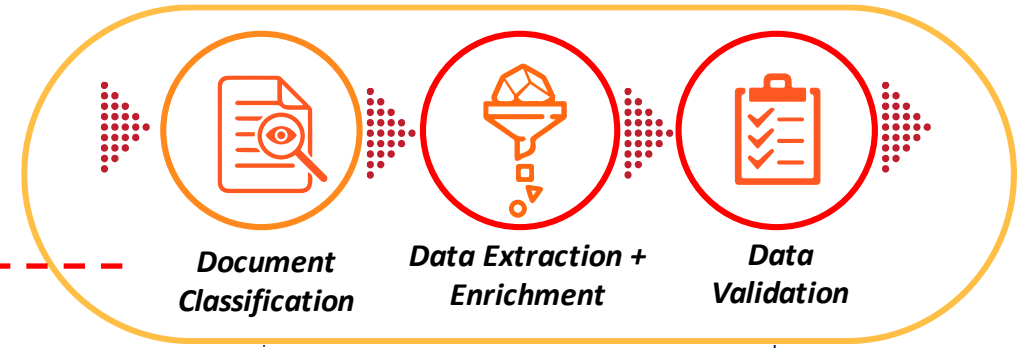 Document
Classification
Data Extraction +
Enrichment
Data
Validation